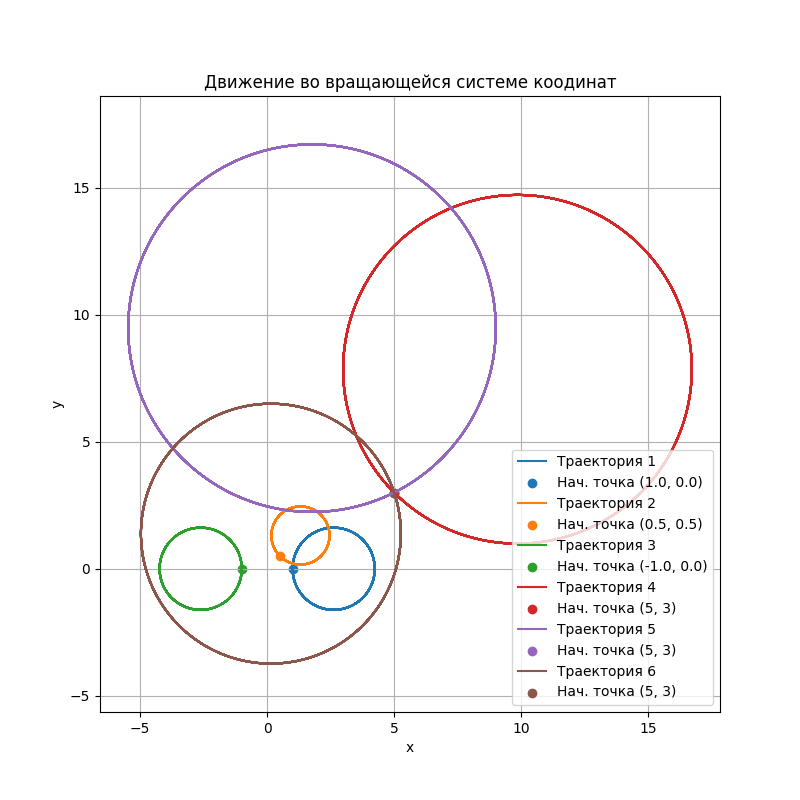 Движение во вращающейся системе коодинат
y
15
10
5
0
−5
−5
0
5
10
15
x
Траектория 1
Нач. точка (1.0, 0.0)
Траектория 2
Нач. точка (0.5, 0.5)
Траектория 3
Нач. точка (-1.0, 0.0)
Траектория 4
Нач. точка (5, 3)
Траектория 5
Нач. точка (5, 3)
Траектория 6
Нач. точка (5, 3)